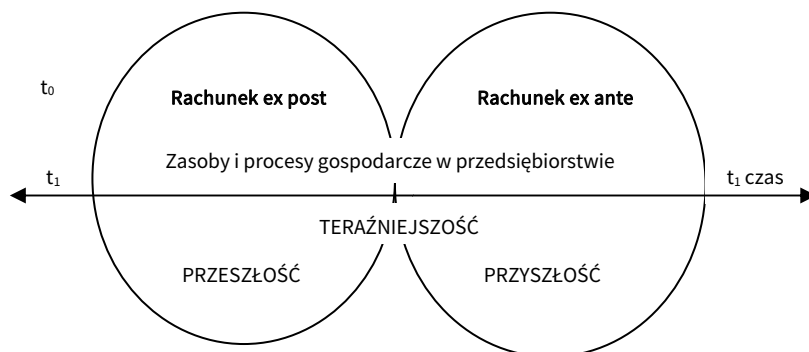 t₀
Rachunek ex post Rachunek ex ante
Zasoby i procesy gospodarcze w przedsiębiorstwie
t₁ t₁ czas
TERAŹNIEJSZOŚĆ
PRZESZŁOŚĆ PRZYSZŁOŚĆ